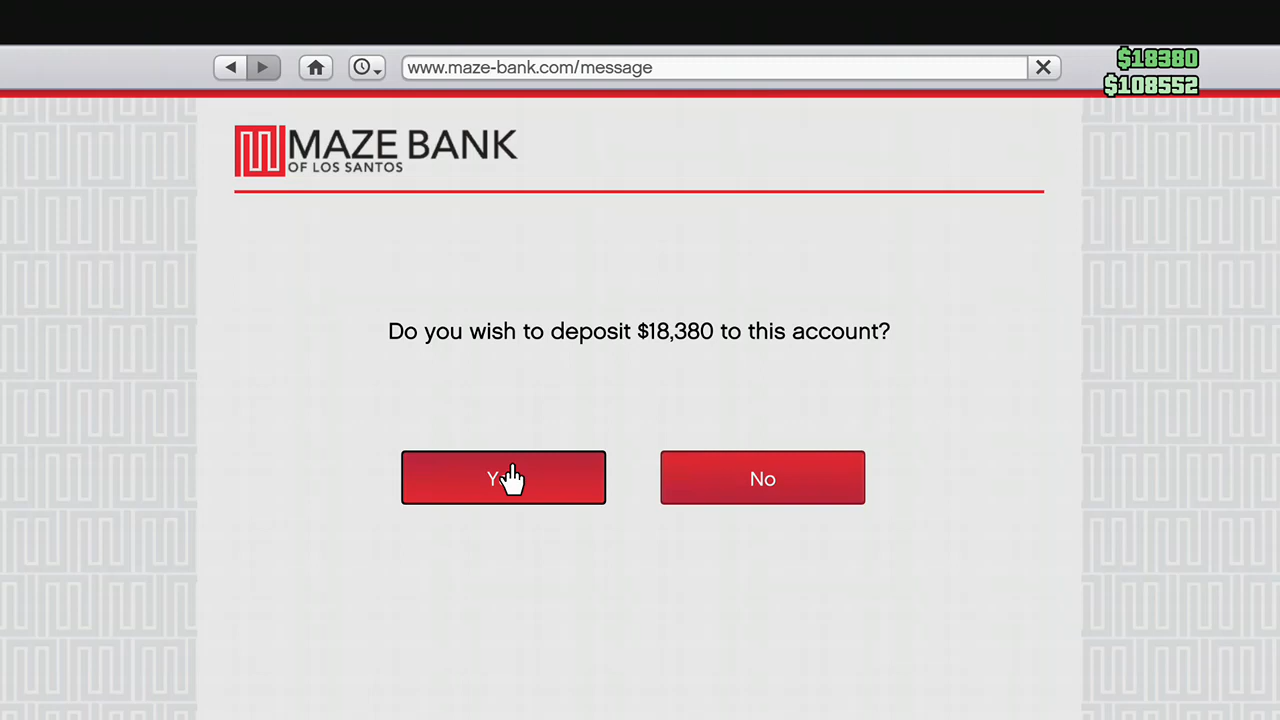 www.maze-bank.com/message
$18380
$108552
MAZE BANK
OF LOS SANTOS
Do you wish to deposit $18,380 to this account?
No